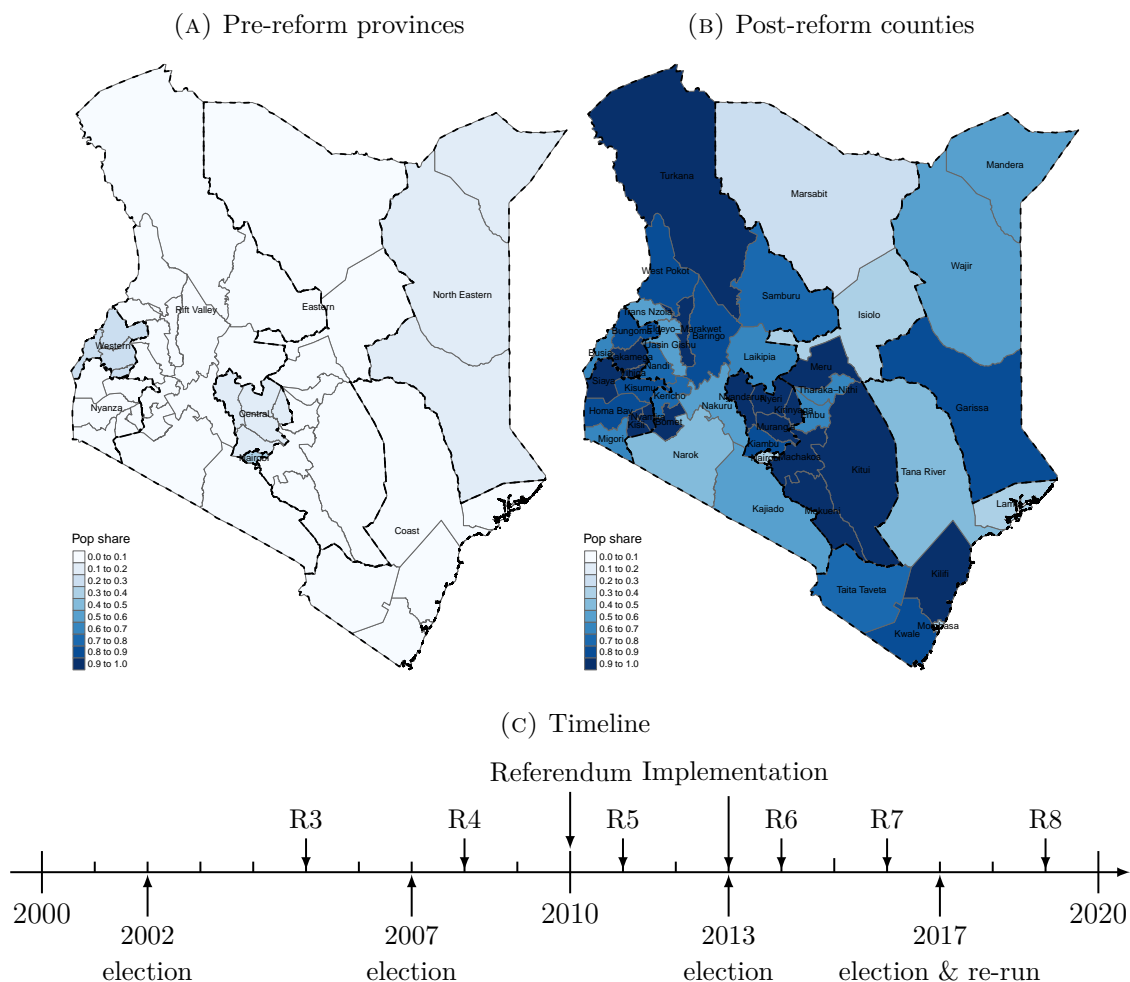 (A) Pre-reform provinces
North Eastern
Rift Valley
Eastern
Western
Nyanza
Central
Nairobi
Coast
Pop share
0.0 to 0.1
0.1 to 0.2
0.2 to 0.3
0.3 to 0.4
0.4 to 0.5
0.5 to 0.6
0.6 to 0.7
0.7 to 0.8
0.8 to 0.9
0.9 to 1.0
(B) Post-reform counties
Mandera
Turkana
Marsabit
Wajir
West Pokot
Samburu
Trans Nzoia
Isiolo
Elgeyo−Marakwet
Bungoma
Baringo
Uasin Gishu
Busia
Kakamega
Laikipia
Nandi
Meru
Vihiga
Siaya
Kisumu
Tharaka−Nithi
Kericho
Nyandarua
Nyeri
Nakuru
Garissa
Homa Bay
Kirinyaga
Embu
Nyamira
Kisii
Bomet
Murang'a
Migori
Kiambu
Narok
Nairobi
Machakos
Kitui
Tana River
Lamu
Kajiado
Makueni
Kilifi
Taita Taveta
Mombasa
Kwale
Pop share
0.0 to 0.1
0.1 to 0.2
0.2 to 0.3
0.3 to 0.4
0.4 to 0.5
0.5 to 0.6
0.6 to 0.7
0.7 to 0.8
0.8 to 0.9
0.9 to 1.0
(C) Timeline
Referendum Implementation
R3 R4 R5 R6 R7 R8
2000 2010 2020
2002 2007 2013 2017
election election election election & re-run